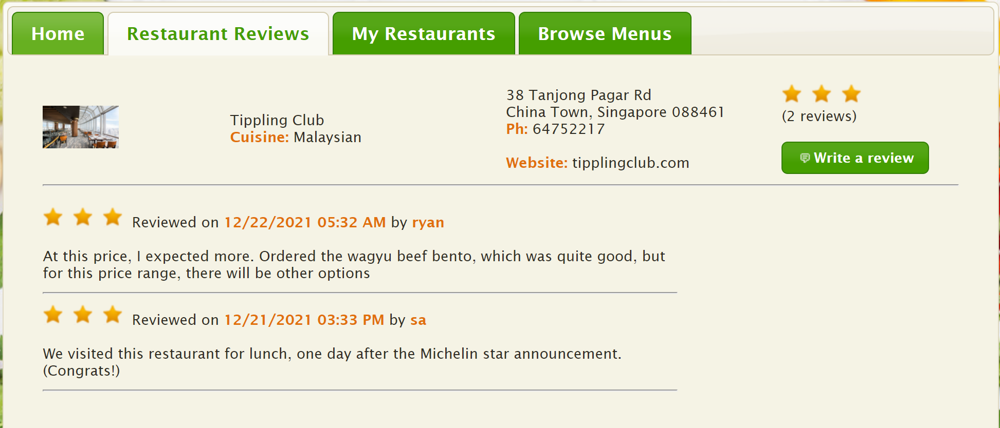 Home
Restaurant Reviews
My Restaurants
Browse Menus
Tippling Club
Cuisine: Malaysian
38 Tanjong Pagar Rd
China Town, Singapore 088461
Ph: 64752217
Website: tipplingclub.com
(2 reviews)
Write a review
Reviewed on 12/22/2021 05:32 AM by ryan
At this price, I expected more. Ordered the wagyu beef bento, which was quite good, but
for this price range, there will be other options
Reviewed on 12/21/2021 03:33 PM by sa
We visited this restaurant for lunch, one day after the Michelin star announcement.
(Congrats!)